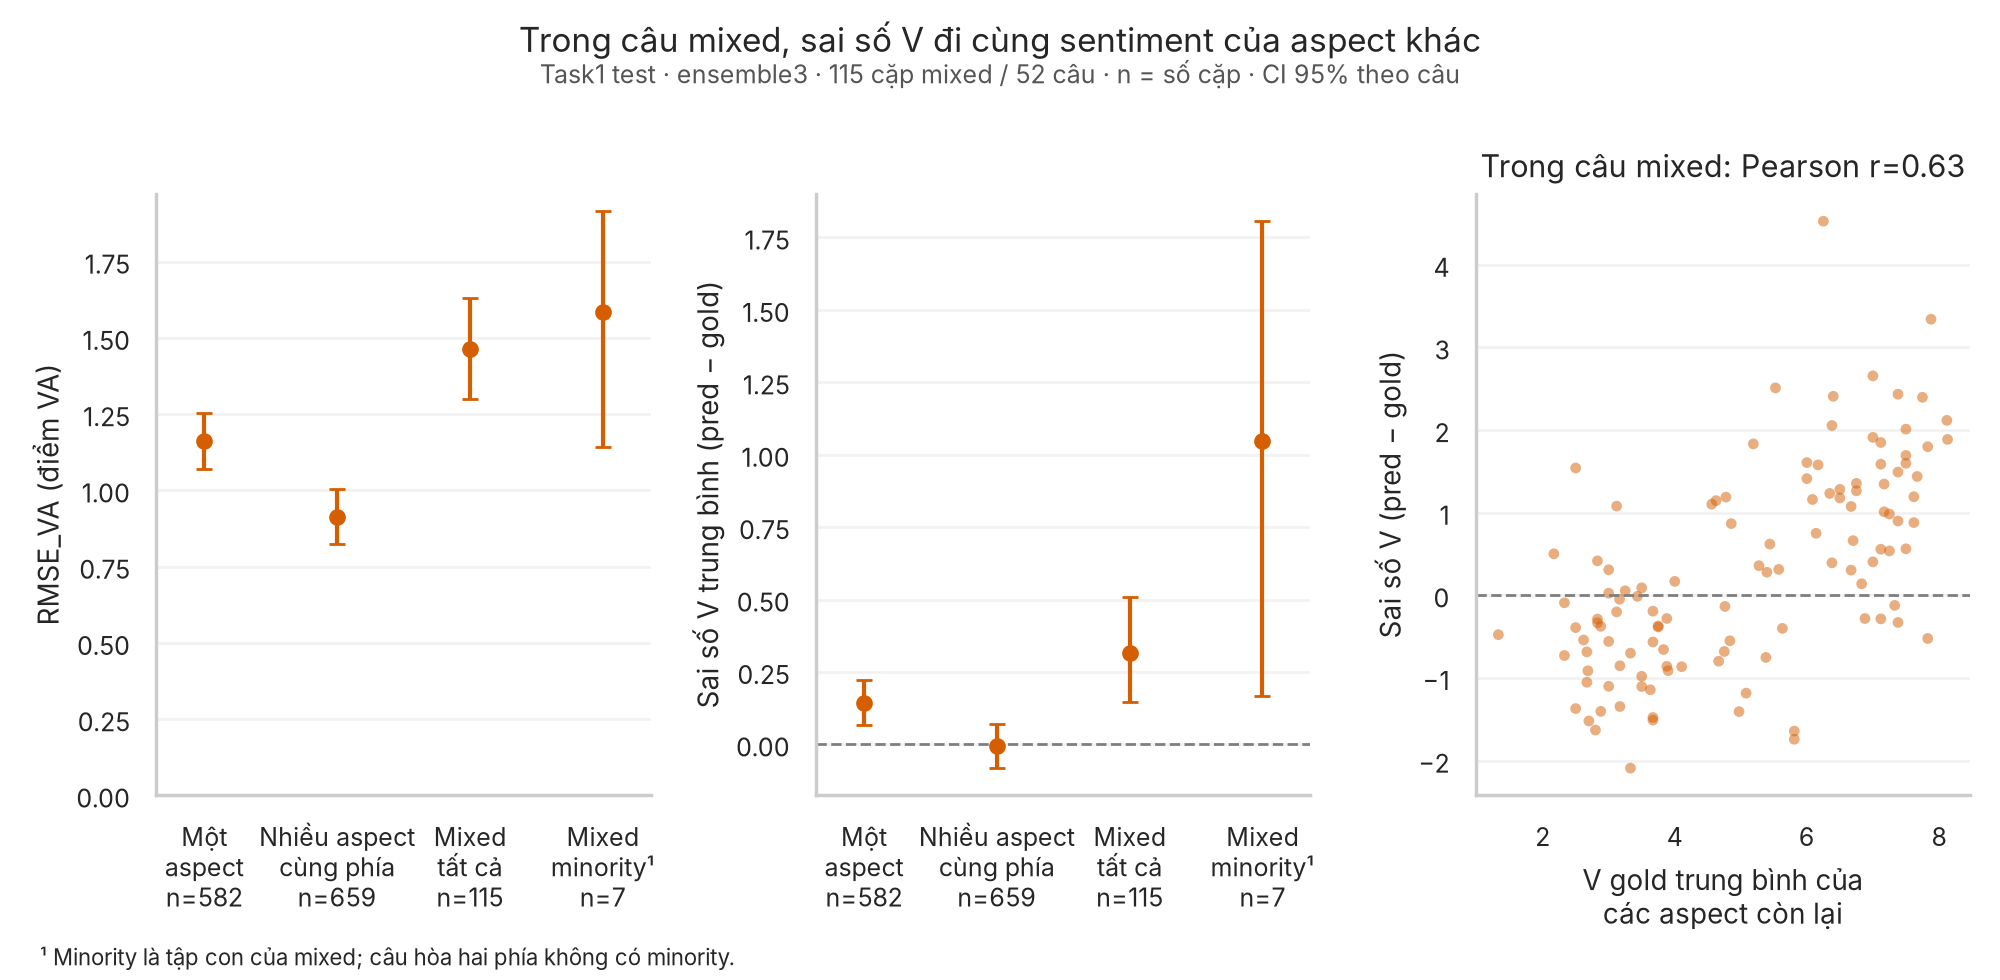 Trong câu mixed, sai số V đi cùng sentiment của aspect khác
Task1 test · ensemble3 · 115 cặp mixed / 52 câu · n = số cặp · CI 95% theo câu
RMSE_VA (điểm VA)
1.75
1.50
1.25
1.00
0.75
0.50
0.25
0.00
Một
aspect
n=582
Nhiều aspect
cùng phía
n=659
Mixed
tất cả
n=115
Mixed
minority¹
n=7
Sai số V trung bình (pred − gold)
1.75
1.50
1.25
1.00
0.75
0.50
0.25
0.00
Một
aspect
n=582
Nhiều aspect
cùng phía
n=659
Mixed
tất cả
n=115
Mixed
minority¹
n=7
Trong câu mixed: Pearson r=0.63
Sai số V (pred − gold)
4
3
2
1
0
−1
−2
2
4
6
8
V gold trung bình của
các aspect còn lại
¹ Minority là tập con của mixed; câu hòa hai phía không có minority.